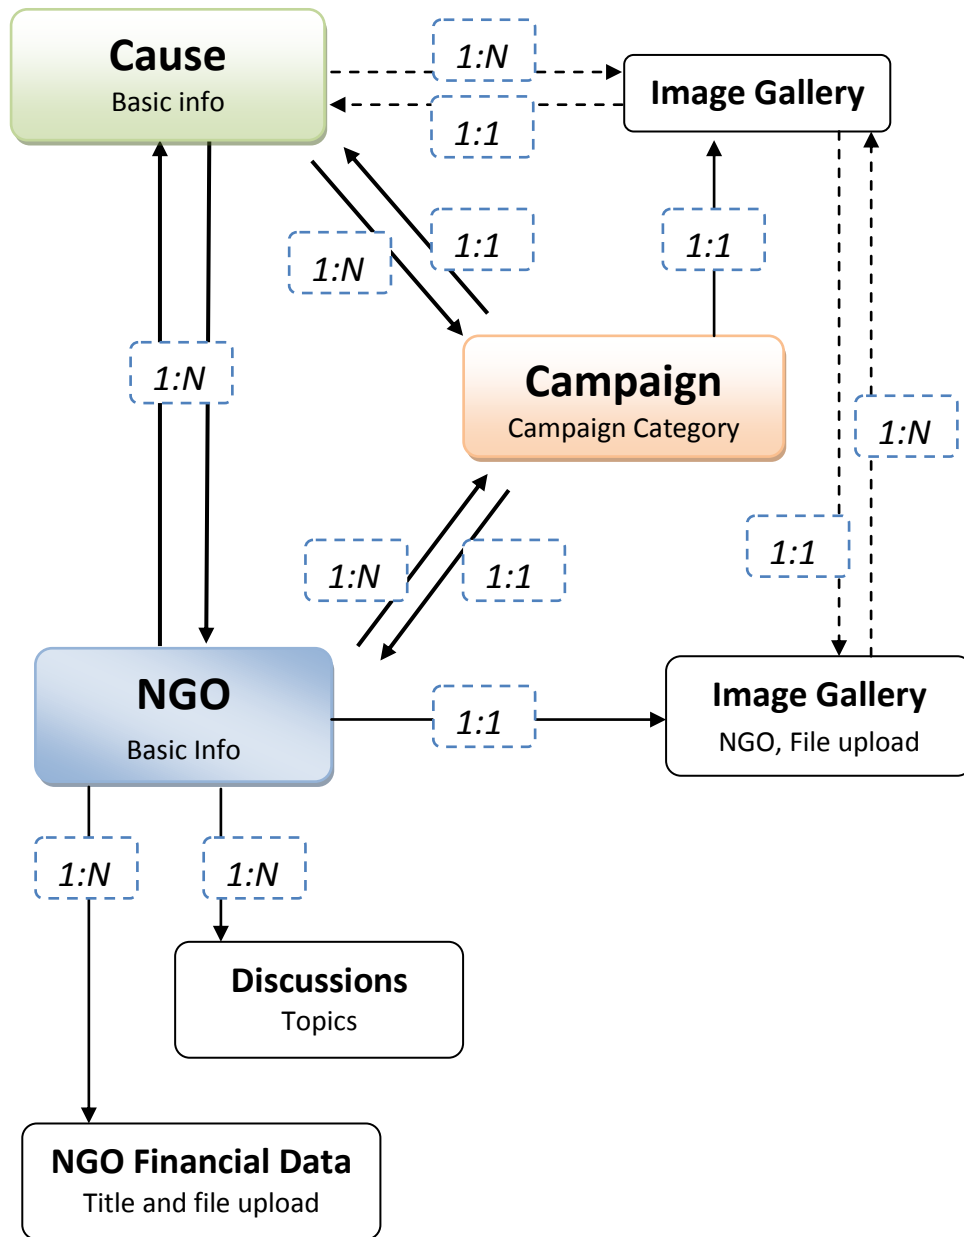 Cause
Basic info
1:N
1:1
Image Gallery
1:N
1:1
1:1
1:N
Campaign
Campaign Category
1:N
1:N
1:1
1:1
NGO
Basic Info
1:1
Image Gallery
NGO, File upload
1:N
1:N
Discussions
Topics
NGO Financial Data
Title and file upload